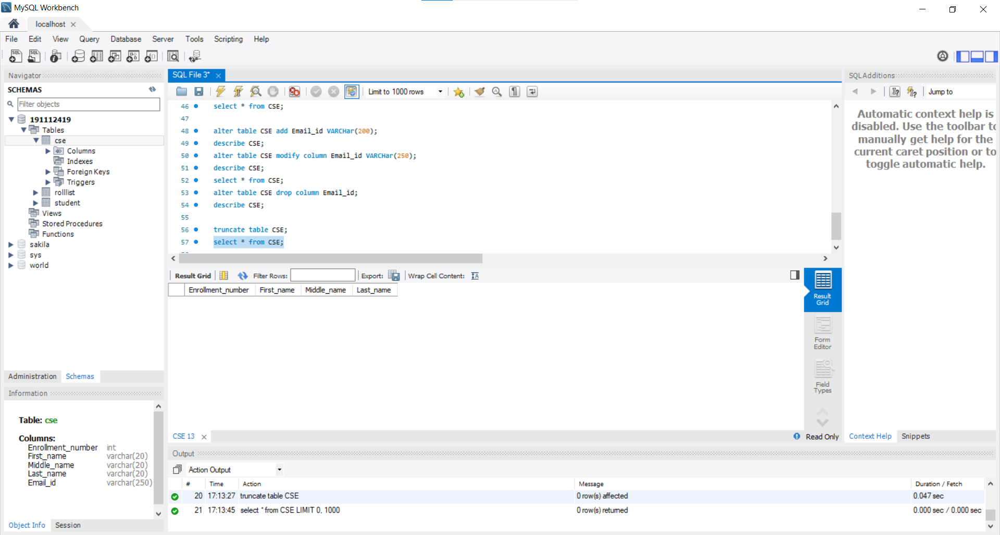 MySQL Workbench
localhost
File Edit View Query Database Server Tools Scripting Help
Navigator
SCHEMAS
Filter objects
191112419
Tables
cse
Columns
Indexes
Foreign Keys
Triggers
rolllist
student
Views
Stored Procedures
Functions
sakila
sys
world
Administration Schemas
Information
Table: cse
Columns:
Enrollment_number int
First_name varchar(20)
Middle_name varchar(20)
Last_name varchar(20)
Email_id varchar(250)
Object Info Session
SQL File 3*
Limit to 1000 rows
46 select * from CSE;
47
48 alter table CSE add Email_id VARCHar(200);
49 describe CSE;
50 alter table CSE modify column Email_id VARCHar(250);
51 describe CSE;
52 select * from CSE;
53 alter table CSE drop column Email_id;
54 describe CSE;
55
56 truncate table CSE;
57 select * from CSE;
Result Grid Filter Rows: Export: Wrap Cell Content:
Enrollment_number First_name Middle_name Last_name
Result
Grid
Form
Editor
Field
Types
CSE 13
Read Only
Output
Action Output
# Time Action Message Duration / Fetch
20 17:13:27 truncate table CSE 0 row(s) affected 0.047 sec
21 17:13:45 select * from CSE LIMIT 0, 1000 0 row(s) returned 0.000 sec / 0.000 sec
SQLAdditions
Jump to
Automatic context help is
disabled. Use the toolbar to
manually get help for the
current caret position or to
toggle automatic help.
Context Help Snippets